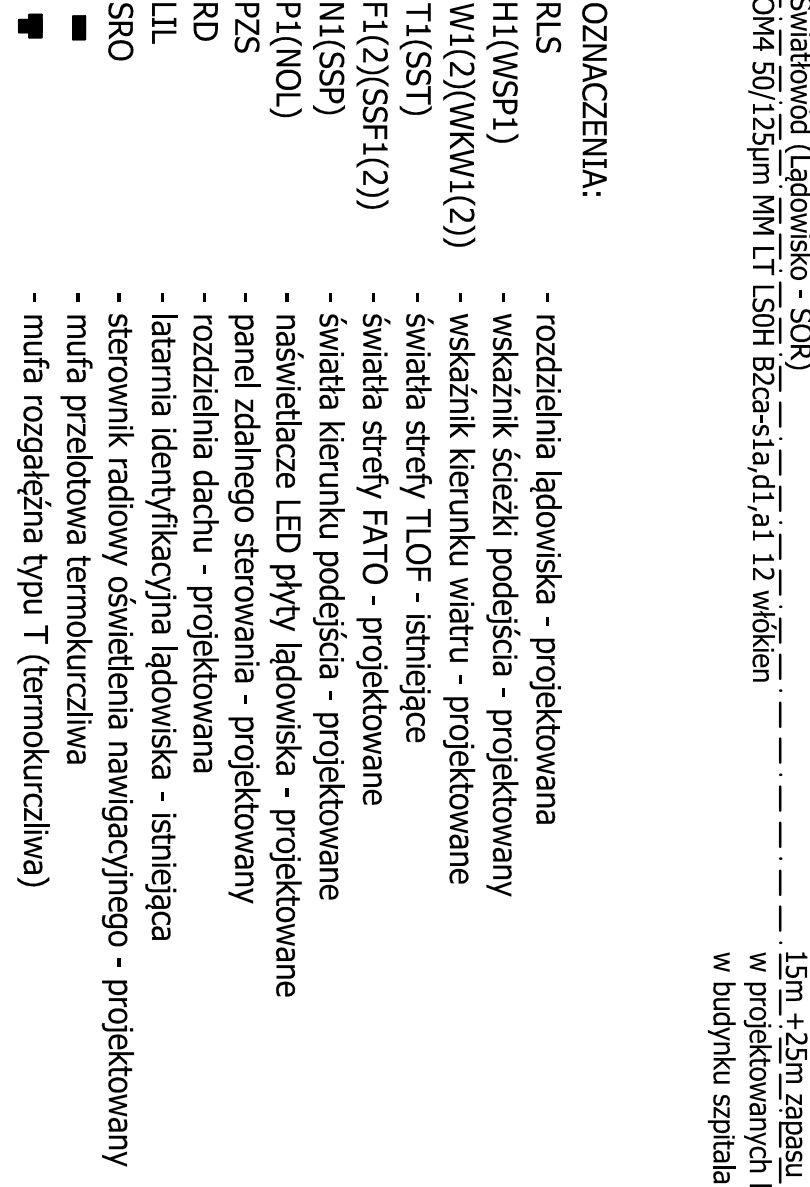 Światłowód (Lądowisko - SOR)
OM4 50/125µm MM LT LS0H B2ca-s1a,d1,a1 12 włókien
15m +25m zapasu
w projektowanych
w budynku szpitala
OZNACZENIA:
RLS - rozdzielnia lądowiska - projektowana
H1(WSP1) - wskaźnik ścieżki podejścia - projektowany
W1(2)(WKW1(2)) - wskaźnik kierunku wiatru - projektowane
T1(SST) - światła strefy TLOF - istniejące
F1(2)(SSF1(2)) - światła strefy FATO - projektowane
N1(SSP) - światła kierunku podejścia - projektowane
P1(NOL) - naświetlacze LED płyty lądowiska - projektowane
PZS - panel zdalnego sterowania - projektowany
RD - rozdzielnia dachu - projektowana
LIL - latarnia identyfikacyjna lądowiska - istniejąca
SRO - sterownik radiowy oświetlenia nawigacyjnego - projektowany
- mufa przelotowa termokurczliwa
- mufa rozgałęźna typu T (termokurczliwa)